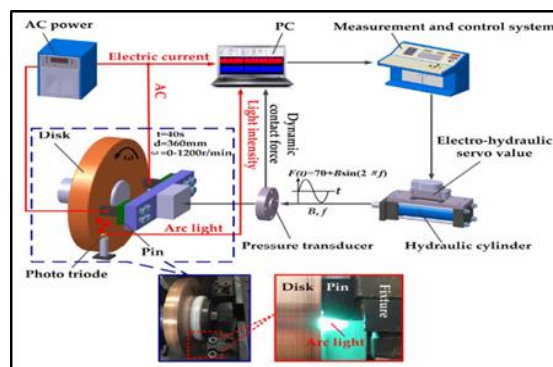 AC power
PC
Measurement and control system
Electric current
AC
Light intensity
Dynamic
contact force
t=40s
d=360mm
ω=0-1200r/min
Disk
ω
Electro-hydraulic
servo value
F(t)=70+Bsin(2πf)
t
B, f
Arc light
Pin
Photo triode
Pressure transducer
Hydraulic cylinder
Disk
Pin
Fixture
Arc light